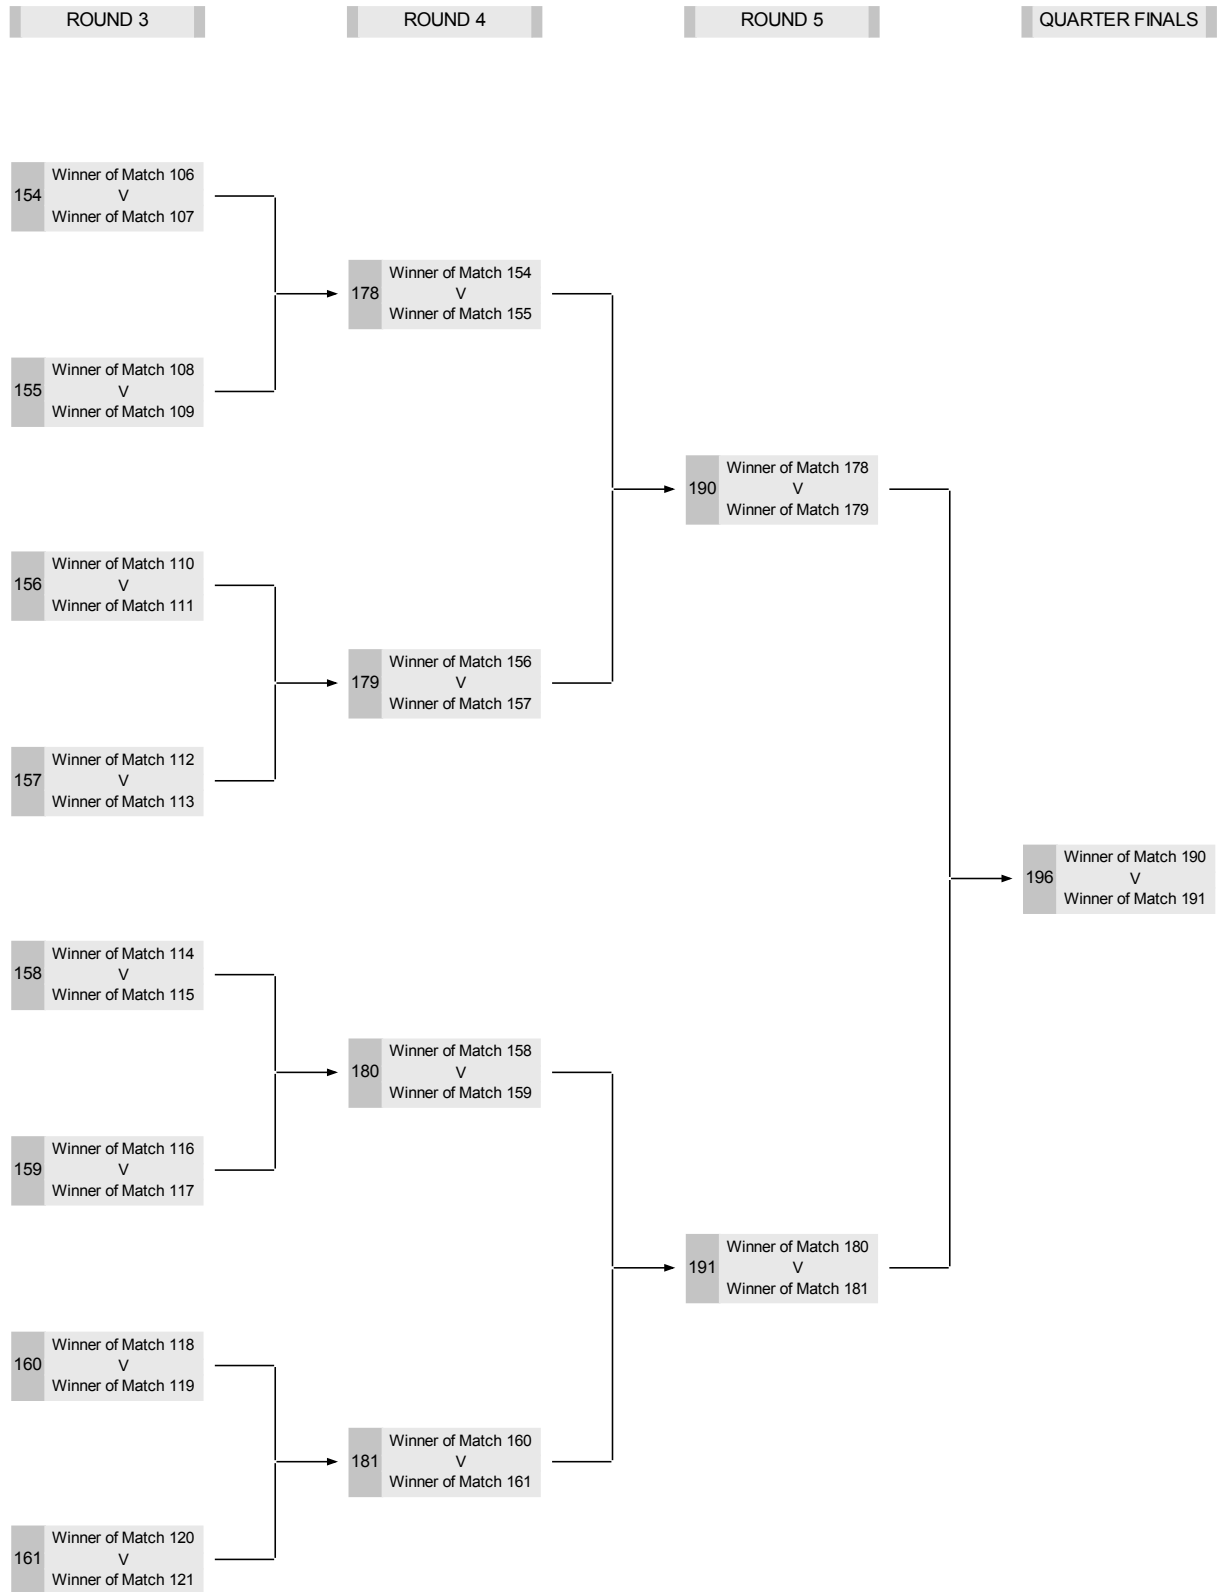 ROUND 3
ROUND 4
ROUND 5
QUARTER FINALS
154
Winner of Match 106
V
Winner of Match 107
155
Winner of Match 108
V
Winner of Match 109
156
Winner of Match 110
V
Winner of Match 111
157
Winner of Match 112
V
Winner of Match 113
158
Winner of Match 114
V
Winner of Match 115
159
Winner of Match 116
V
Winner of Match 117
160
Winner of Match 118
V
Winner of Match 119
161
Winner of Match 120
V
Winner of Match 121
178
Winner of Match 154
V
Winner of Match 155
179
Winner of Match 156
V
Winner of Match 157
180
Winner of Match 158
V
Winner of Match 159
181
Winner of Match 160
V
Winner of Match 161
190
Winner of Match 178
V
Winner of Match 179
191
Winner of Match 180
V
Winner of Match 181
196
Winner of Match 190
V
Winner of Match 191